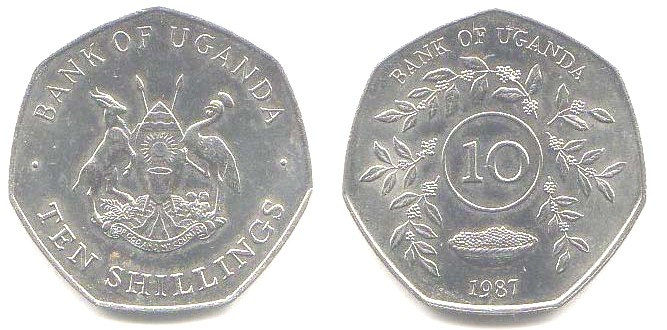 BANK OF UGANDA
TEN SHILLINGS
BANK OF UGANDA
10
1987